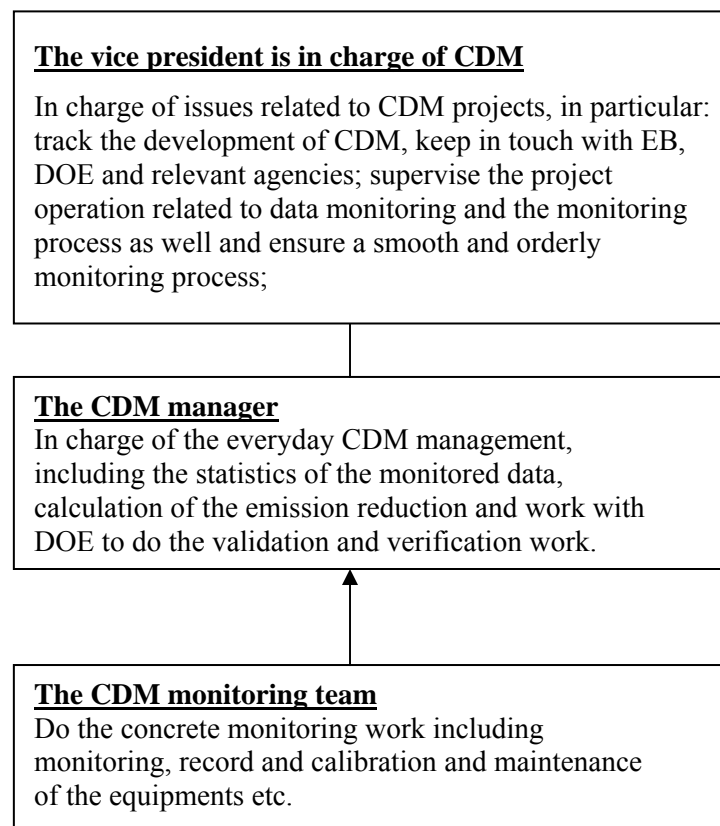 The vice president is in charge of CDM
In charge of issues related to CDM projects, in particular:
track the development of CDM, keep in touch with EB,
DOE and relevant agencies; supervise the project
operation related to data monitoring and the monitoring
process as well and ensure a smooth and orderly
monitoring process;
The CDM manager
In charge of the everyday CDM management,
including the statistics of the monitored data,
calculation of the emission reduction and work with
DOE to do the validation and verification work.
The CDM monitoring team
Do the concrete monitoring work including
monitoring, record and calibration and maintenance
of the equipments etc.